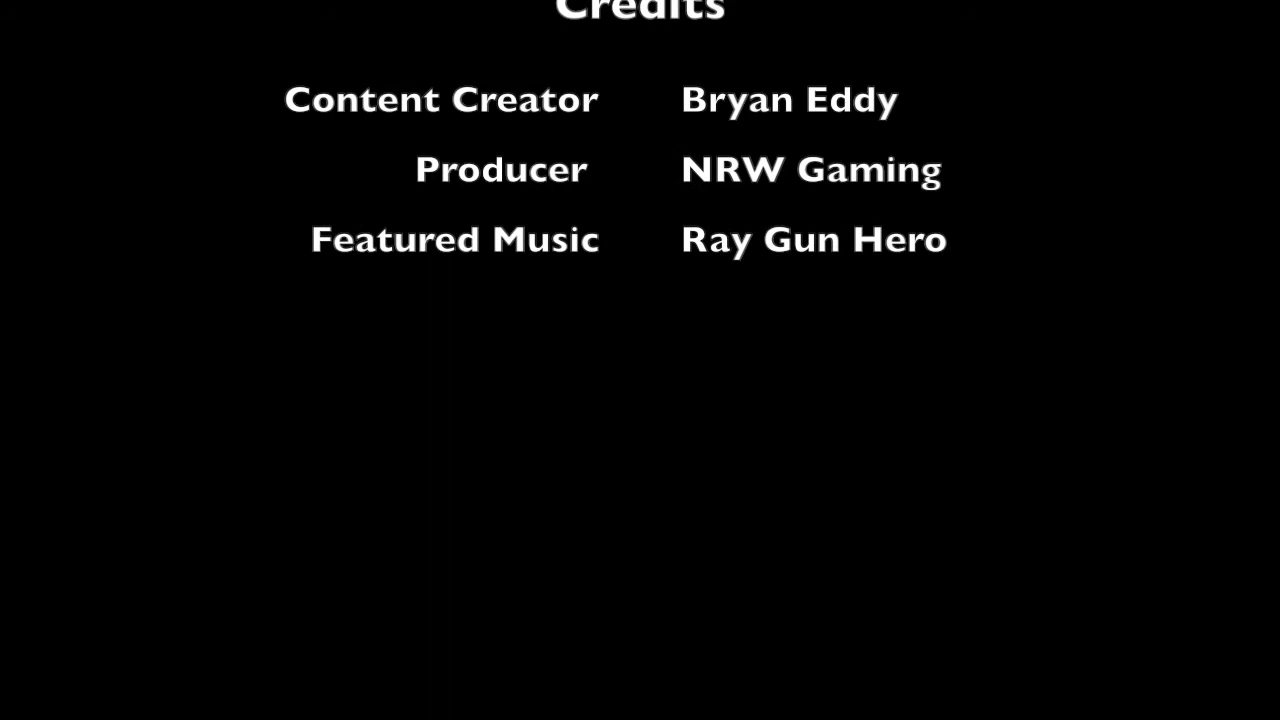 Credits
Content Creator Bryan Eddy
Producer NRW Gaming
Featured Music Ray Gun Hero